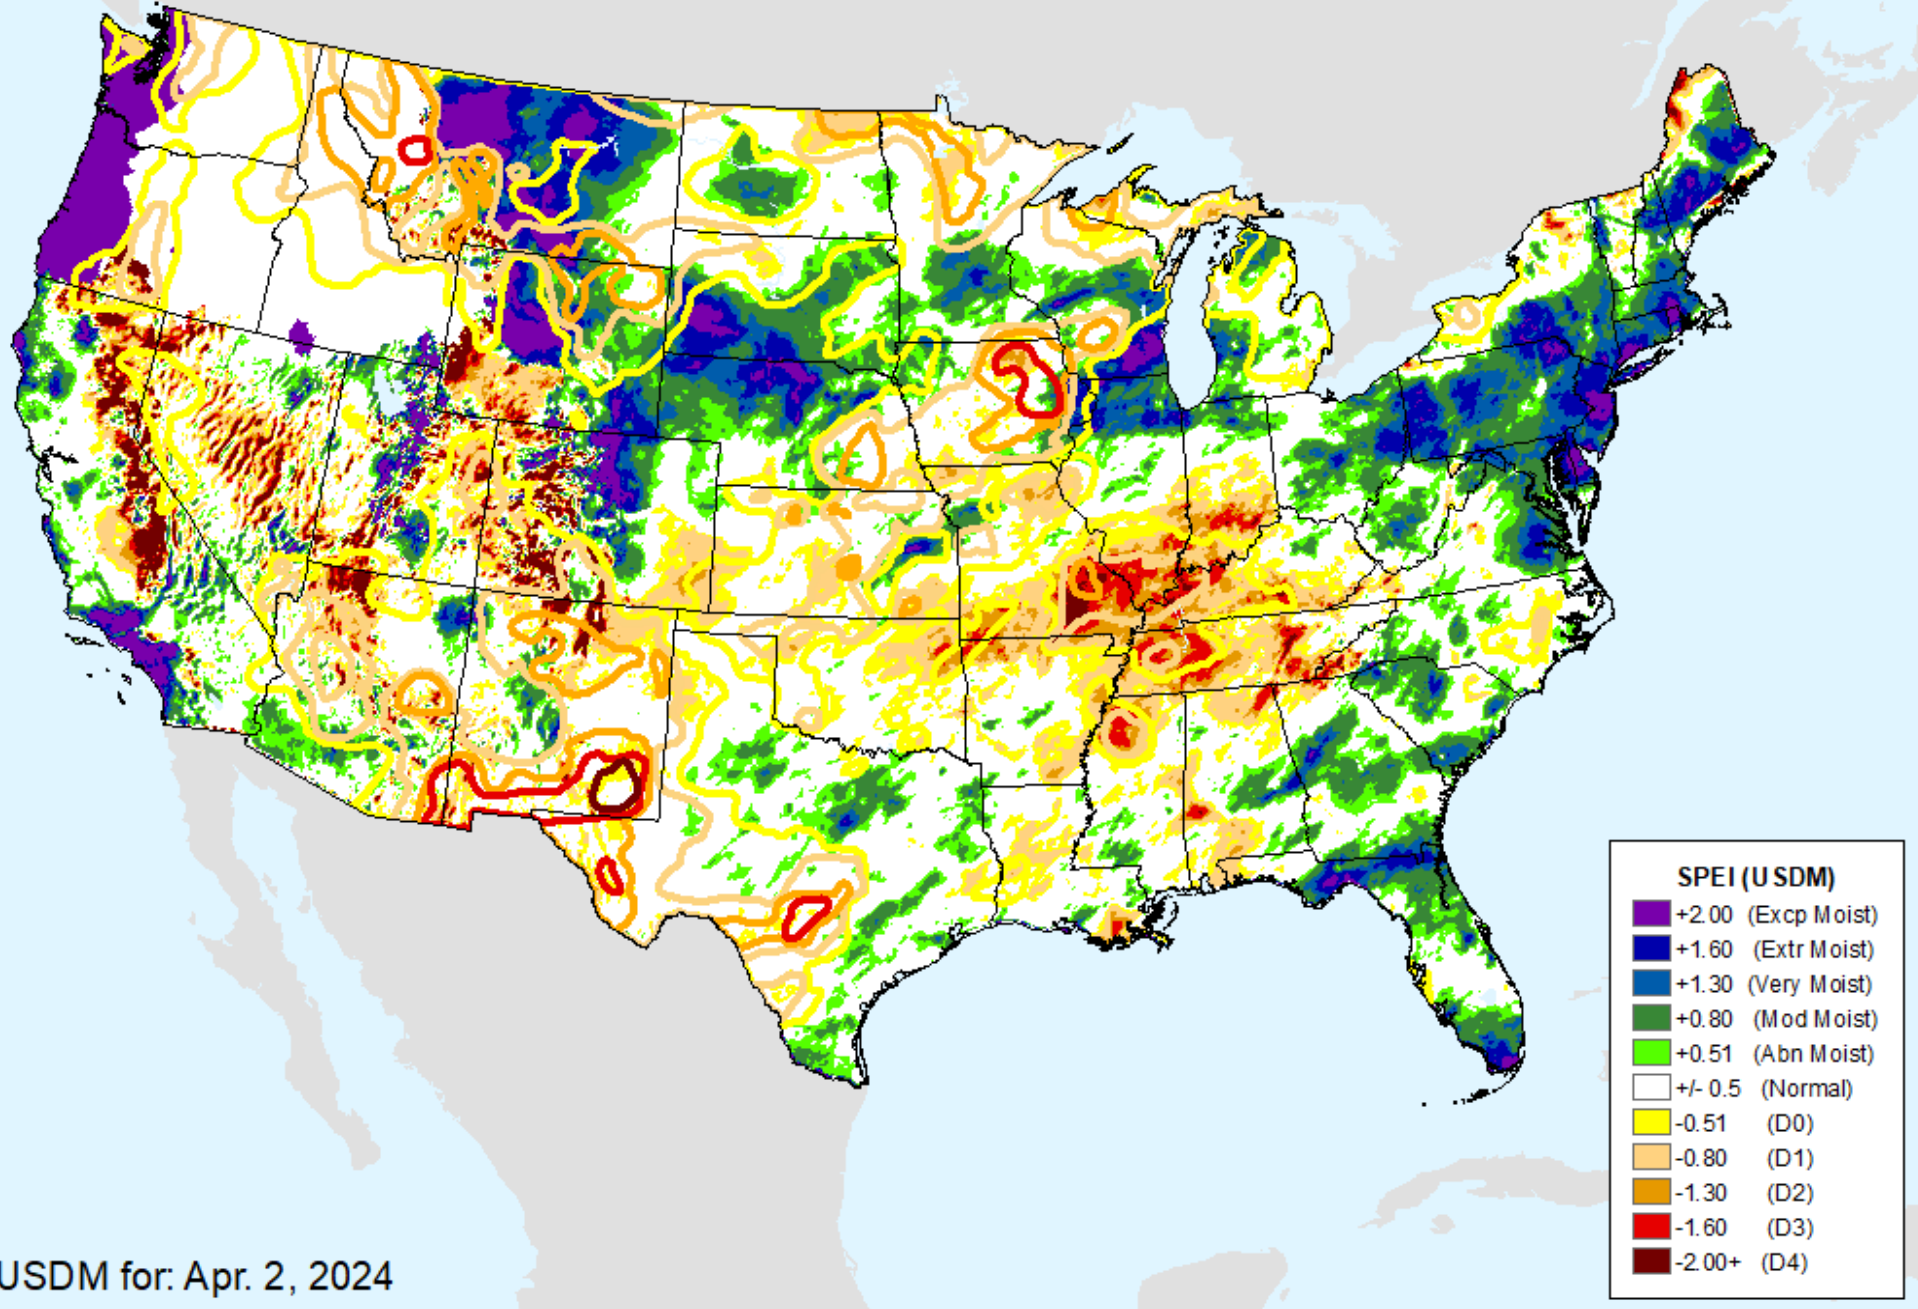 SPEI (USDM)
+2.00 (Excp Moist)
+1.60 (Extr Moist)
+1.30 (Very Moist)
+0.80 (Mod Moist)
+0.51 (Abn Moist)
+/- 0.5 (Normal)
-0.51 (D0)
-0.80 (D1)
-1.30 (D2)
-1.60 (D3)
-2.00+ (D4)
USDM for: Apr. 2, 2024